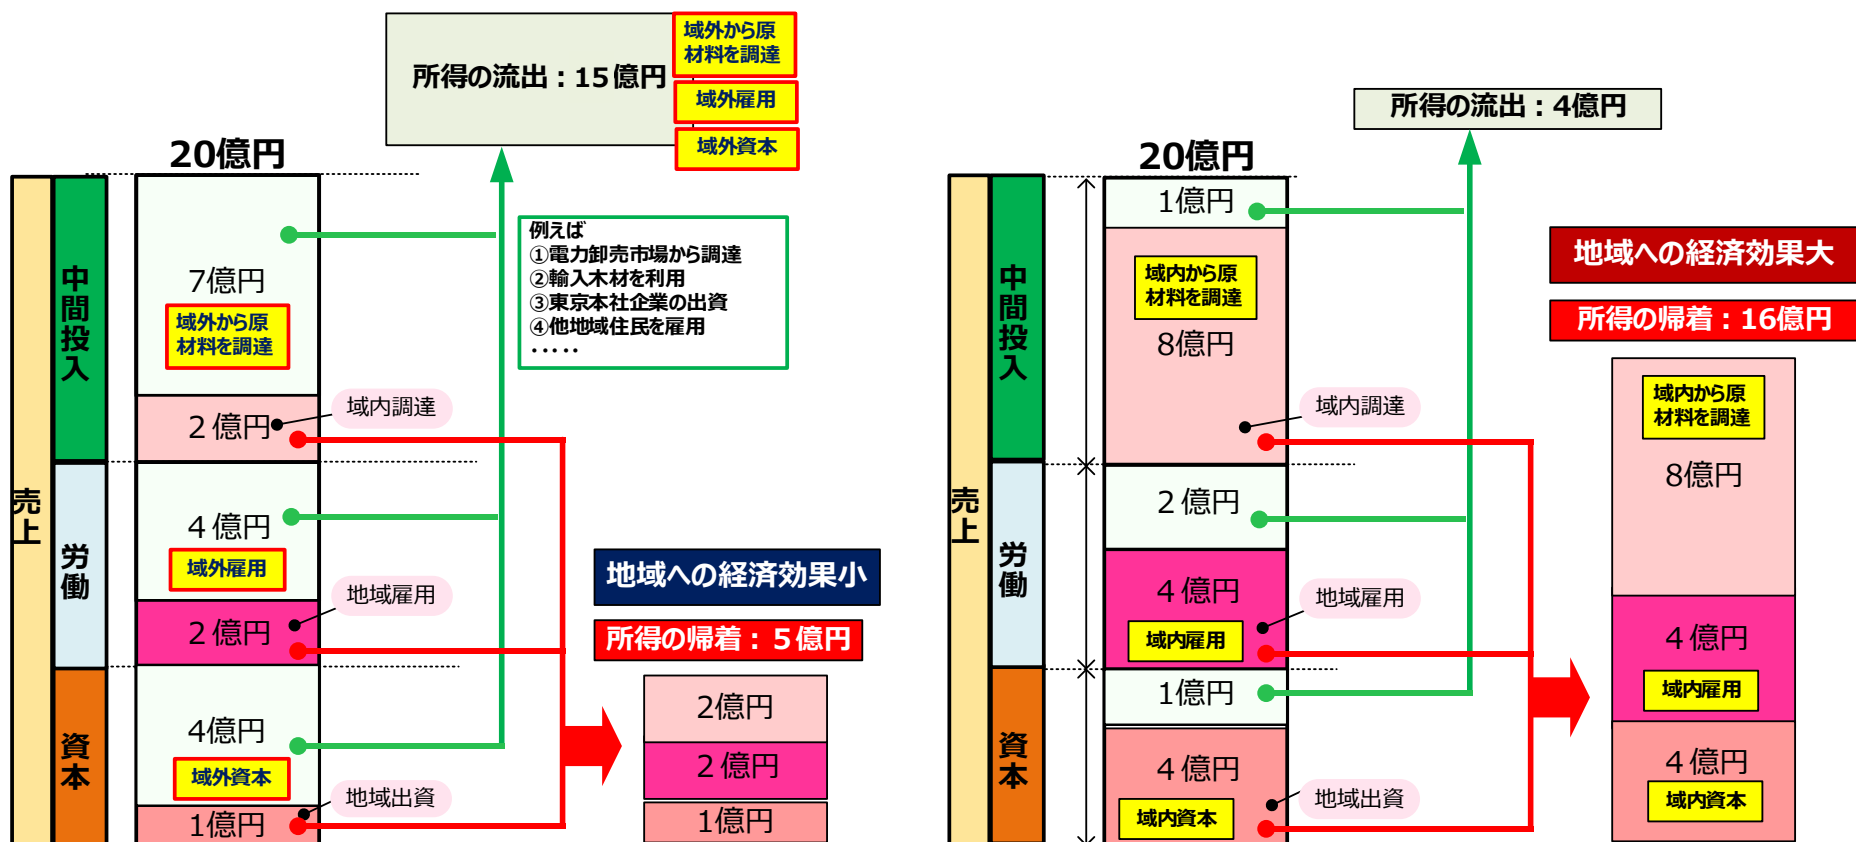 所得の流出：15億円
域外から原
材料を調達
域外雇用
域外資本
20億円
売上
中間投入
労働
資本
7億円
域外から原
材料を調達
２億円
域内調達
４億円
域外雇用
２億円
地域雇用
4億円
域外資本
1億円
地域出資
例えば
①電力卸売市場から調達
②輸入木材を利用
③東京本社企業の出資
④他地域住民を雇用
・・・・・
地域への経済効果小
所得の帰着：５億円
2億円
２億円
1億円
所得の流出：4億円
20億円
売上
中間投入
労働
資本
1億円
域内から原
材料を調達
8億円
域内調達
２億円
４億円
域内雇用
地域雇用
1億円
４億円
域内資本
地域出資
地域への経済効果大
所得の帰着：16億円
域内から原
材料を調達
8億円
４億円
域内雇用
４億円
域内資本